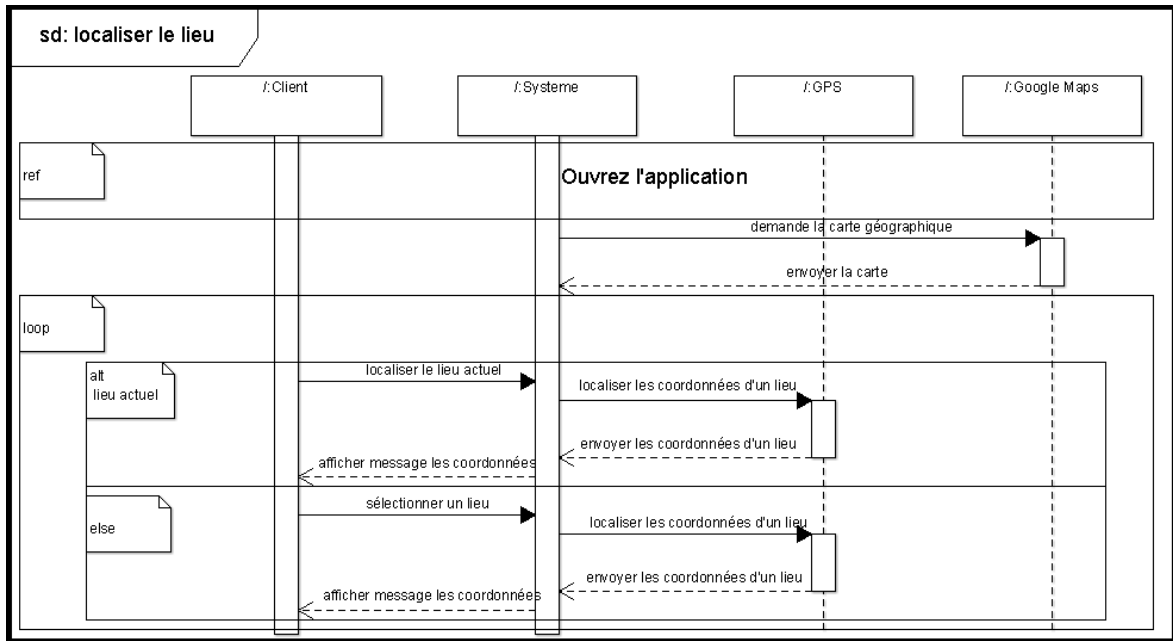 sd: localiser le lieu
/:Client
/:Systeme
/:GPS
/:Google Maps
ref
Ouvrez l'application
demande la carte géographique
envoyer la carte
loop
alt
lieu actuel
localiser le lieu actuel
localiser les coordonnées d'un lieu
envoyer les coordonnées d'un lieu
afficher message les coordonnées
else
sélectionner un lieu
localiser les coordonnées d'un lieu
envoyer les coordonnées d'un lieu
afficher message les coordonnées